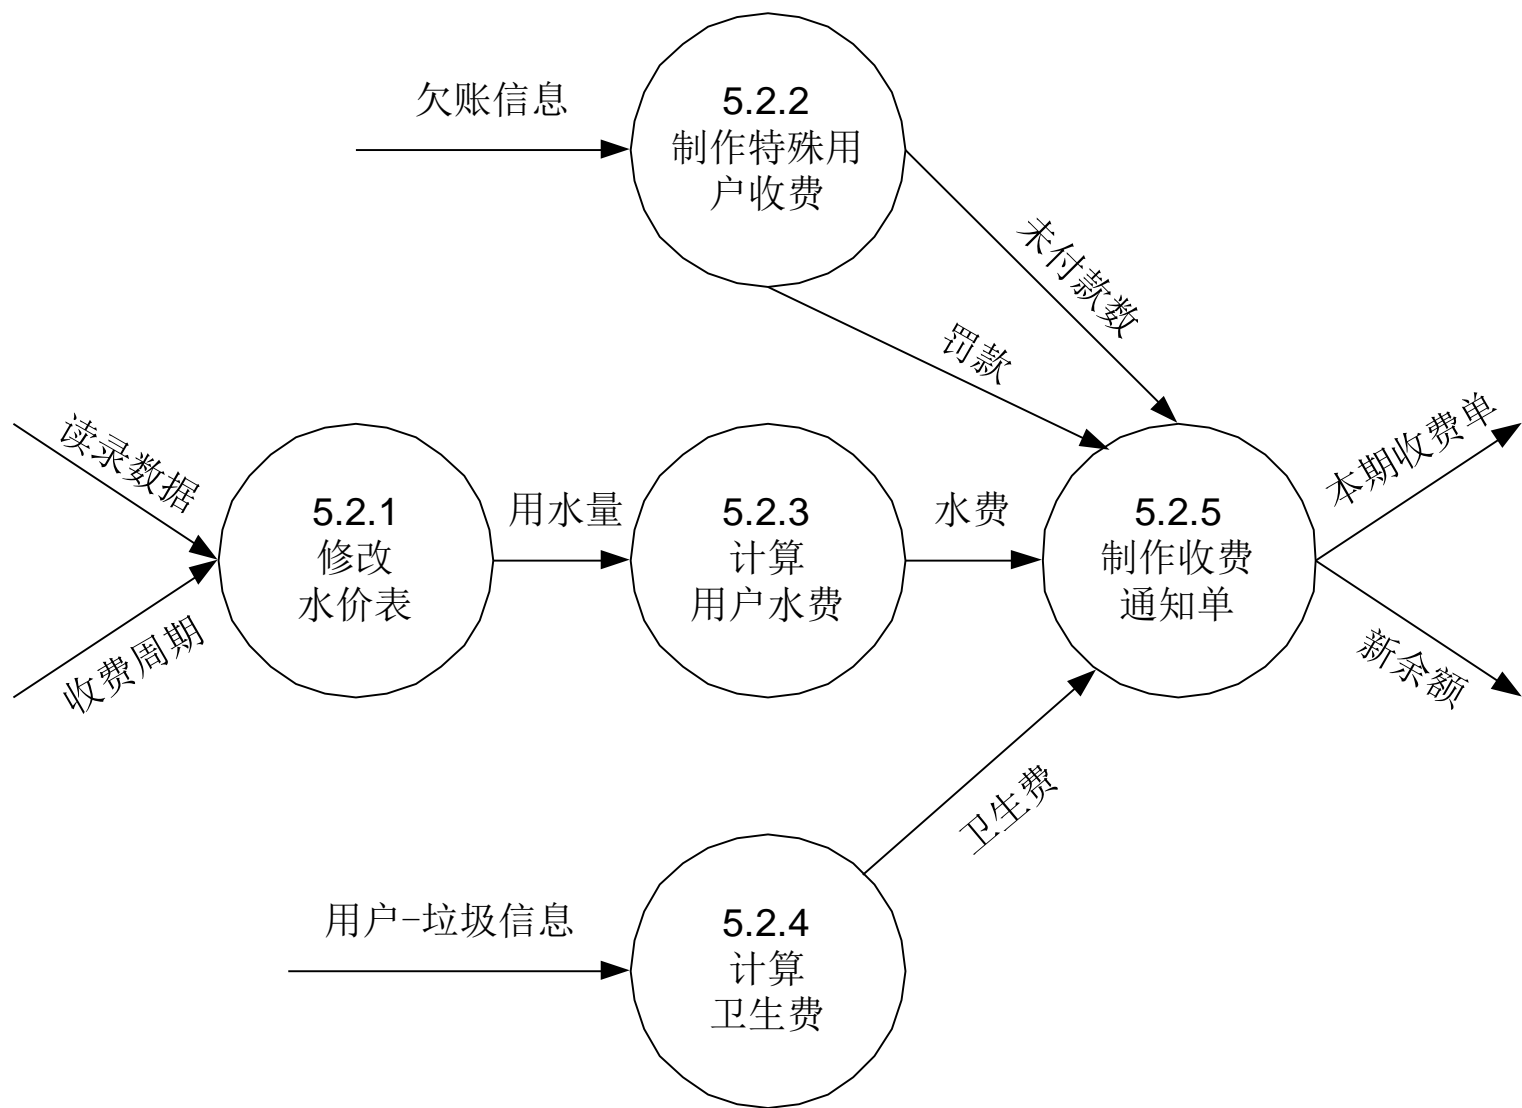 欠账信息
5.2.2
制作特殊用
户收费
未付款数
罚款
读录数据
收费周期
5.2.1
修改
水价表
用水量
5.2.3
计算
用户水费
水费
5.2.5
制作收费
通知单
本期收费单
新余额
卫生费
用户-垃圾信息
5.2.4
计算
卫生费